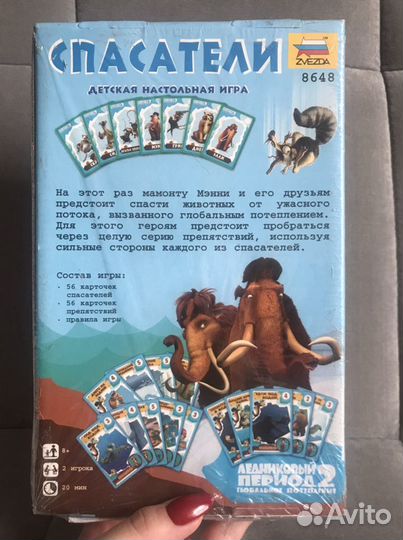 СПАСАТЕЛИ
ZVEZDA
8648
ДЕТСКАЯ НАСТОЛЬНАЯ ИГРА
На этот раз мамонту Мэнни и его друзьям
предстоит спасти животных от ужасного
потока, вызванного глобальным потеплением.
Для этого героям предстоит пробраться
через целую серию препятствий, используя
сильные стороны каждого из спасателей.
Состав игры:
· 56 карточек
спасателей
· 56 карточек
препятствий
· правила игры
8+
2 игрока
20 мин
ЛЕДНИКОВЫЙ
ПЕРИОД 2
ГЛОБАЛЬНОЕ ПОТЕПЛЕНИЕ
Avito